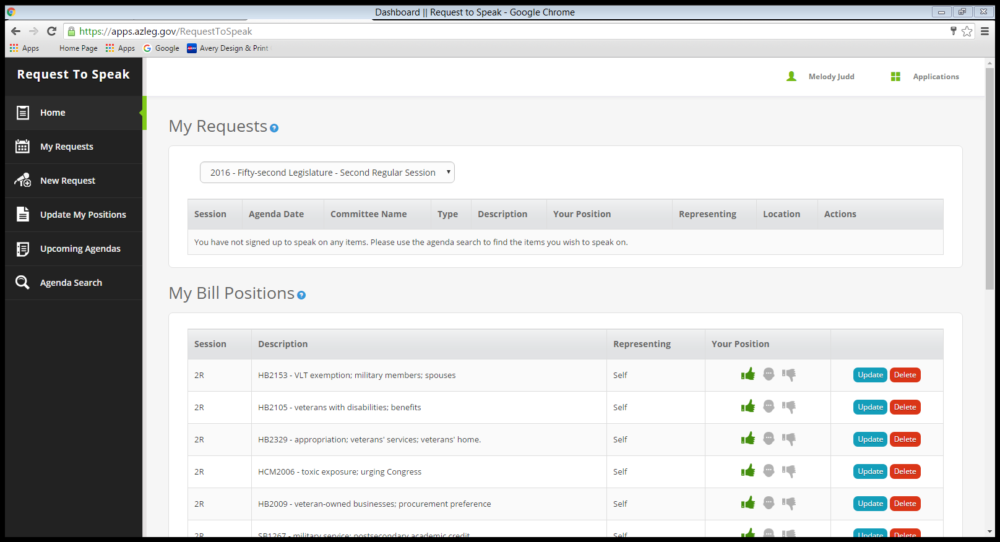 Dashboard || Request to Speak - Google Chrome
https://apps.azleg.gov/RequestToSpeak
Apps Home Page Apps Google AVERY Avery Design & Print
Request To Speak
Melody Judd Applications
Home
My Requests
New Request
Update My Positions
Upcoming Agendas
Agenda Search
My Requests ?
2016 - Fifty-second Legislature - Second Regular Session
Session Agenda Date Committee Name Type Description Your Position Representing Location Actions
You have not signed up to speak on any items. Please use the agenda search to find the items you wish to speak on.
My Bill Positions ?
Session Description Representing Your Position
2R HB2153 - VLT exemption; military members; spouses Self Update Delete
2R HB2105 - veterans with disabilities; benefits Self Update Delete
2R HB2329 - appropriation; veterans' services; veterans' home. Self Update Delete
2R HCM2006 - toxic exposure; urging Congress Self Update Delete
2R HB2009 - veteran-owned businesses; procurement preference Self Update Delete
2R SB1267 - military service; postsecondary academic credit Self Update Delete